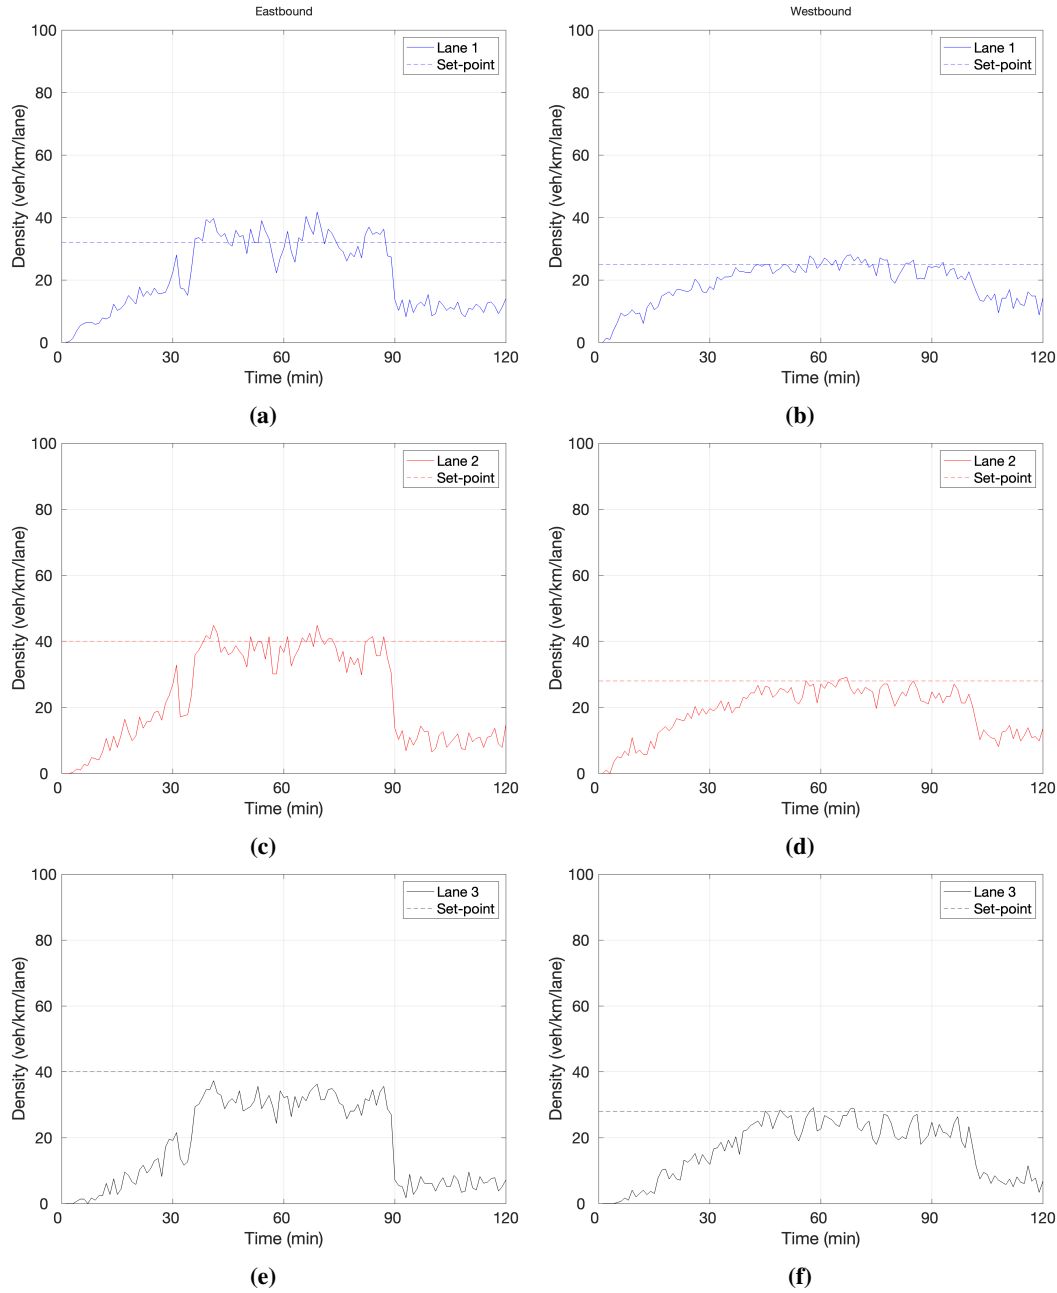 Eastbound
Westbound
100
80
60
40
20
0
Density (veh/km/lane)
0 30 60 90 120
Time (min)
Lane 1
Set-point
(a)
100
80
60
40
20
0
Density (veh/km/lane)
0 30 60 90 120
Time (min)
Lane 1
Set-point
(b)
100
80
60
40
20
0
Density (veh/km/lane)
0 30 60 90 120
Time (min)
Lane 2
Set-point
(c)
100
80
60
40
20
0
Density (veh/km/lane)
0 30 60 90 120
Time (min)
Lane 2
Set-point
(d)
100
80
60
40
20
0
Density (veh/km/lane)
0 30 60 90 120
Time (min)
Lane 3
Set-point
(e)
100
80
60
40
20
0
Density (veh/km/lane)
0 30 60 90 120
Time (min)
Lane 3
Set-point
(f)